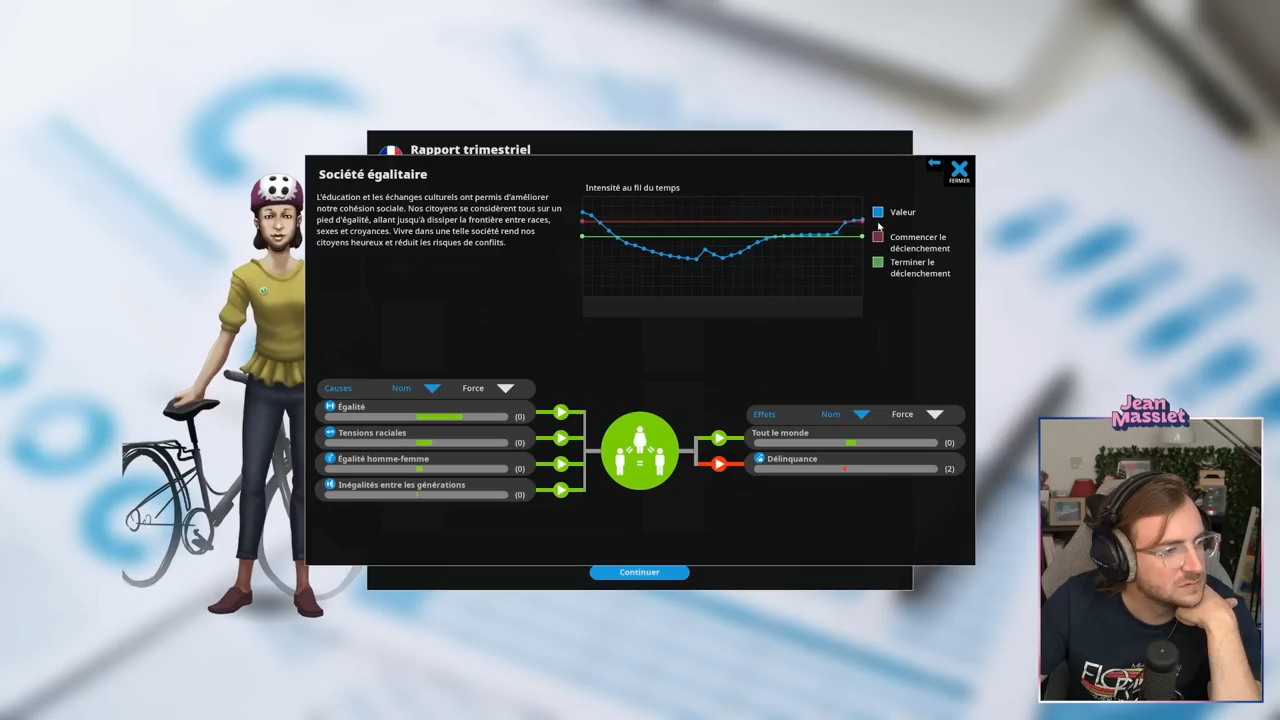 Rapport trimestriel
Société égalitaire
FERMER
L'éducation et les échanges culturels ont permis d'améliorer
notre cohésion sociale. Nos citoyens se considèrent tous sur un
pied d'égalité, allant jusqu'à dissiper la frontière entre races,
sexes et croyances. Vivre dans une telle société rend nos
citoyens heureux et réduit les risques de conflits.
Intensité au fil du temps
Valeur
Commencer le
déclenchement
Terminer le
déclenchement
Causes Nom Force
Égalité (0)
Tensions raciales (0)
Égalité homme-femme (0)
Inégalités entre les générations (0)
Effets Nom Force
Tout le monde (0)
Délinquance (2)
Continuer
Jean
Massiet